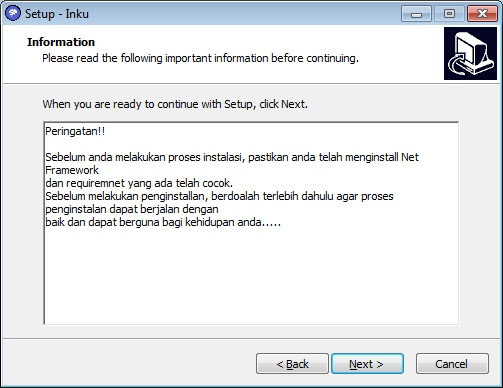 Setup - Inku
Information
Please read the following important information before continuing.
When you are ready to continue with Setup, click Next.
Peringatan!!
Sebelum anda melakukan proses instalasi, pastikan anda telah menginstall Net
Framework
dan requiremnet yang ada telah cocok.
Sebelum melakukan penginstallan, berdoalah terlebih dahulu agar proses
penginstalan dapat berjalan dengan
baik dan dapat berguna bagi kehidupan anda.....
< Back
Next >
Cancel